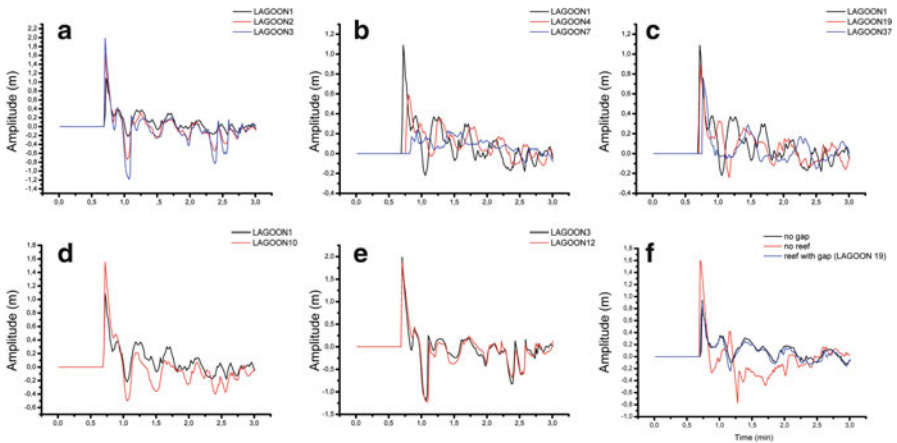 a
LAGOON1
LAGOON2
LAGOON3
Amplitude (m)
2,2
2,0
1,8
1,6
1,4
1,2
1,0
0,8
0,6
0,4
0,2
0,0
-0,2
-0,4
-0,6
-0,8
-1,0
-1,2
-1,4
0,0 0,5 1,0 1,5 2,0 2,5 3,0
b
LAGOON1
LAGOON4
LAGOON7
Amplitude (m)
1,2
1,0
0,8
0,6
0,4
0,2
0,0
-0,2
-0,4
0,0 0,5 1,0 1,5 2,0 2,5 3,0
c
LAGOON1
LAGOON19
LAGOON37
Amplitude (m)
1,2
1,0
0,8
0,6
0,4
0,2
0,0
-0,2
-0,4
0,0 0,5 1,0 1,5 2,0 2,5 3,0
d
LAGOON1
LAGOON10
Amplitude (m)
1,8
1,6
1,4
1,2
1,0
0,8
0,6
0,4
0,2
0,0
-0,2
-0,4
-0,6
0,0 0,5 1,0 1,5 2,0 2,5 3,0
e
LAGOON3
LAGOON12
Amplitude (m)
2,0
1,5
1,0
0,5
0,0
-0,5
-1,0
-1,5
0,0 0,5 1,0 1,5 2,0 2,5 3,0
f
no gap
no reef
reef with gap (LAGOON 19)
Amplitude (m)
1,8
1,6
1,4
1,2
1,0
0,8
0,6
0,4
0,2
0,0
-0,2
-0,4
-0,6
-0,8
-1,0
0,0 0,5 1,0 1,5 2,0 2,5 3,0
Time (min)